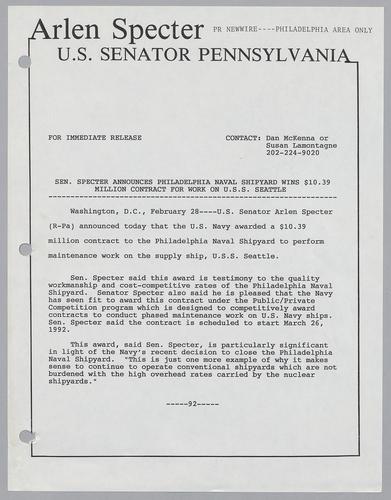 Arlen Specter PR NEWWIRE----PHILADELPHIA AREA ONLY
U.S. SENATOR PENNSYLVANIA
FOR IMMEDIATE RELEASE CONTACT: Dan McKenna or
Susan Lamontagne
202-224-9020
SEN. SPECTER ANNOUNCES PHILADELPHIA NAVAL SHIPYARD WINS $10.39
MILLION CONTRACT FOR WORK ON U.S.S. SEATTLE
Washington, D.C., February 28----U.S. Senator Arlen Specter
(R-Pa) announced today that the U.S. Navy awarded a $10.39
million contract to the Philadelphia Naval Shipyard to perform
maintenance work on the supply ship, U.S.S. Seattle.
Sen. Specter said this award is testimony to the quality
workmanship and cost-competitive rates of the Philadelphia Naval
Shipyard. Senator Specter also said he is pleased that the Navy
has seen fit to award this contract under the Public/Private
Competition program which is designed to competitively award
contracts to conduct phased maintenance work on U.S. Navy ships.
Sen. Specter said the contract is scheduled to start March 26,
1992.
This award, said Sen. Specter, is particularly significant
in light of the Navy's recent decision to close the Philadelphia
Naval Shipyard. "This is just one more example of why it makes
sense to continue to operate conventional shipyards which are not
burdened with the high overhead rates carried by the nuclear
shipyards."
-----92-----